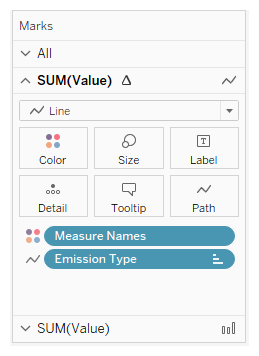 Marks
All
SUM(Value) Δ
Line
Color Size Label
Detail Tooltip Path
Measure Names
Emission Type
SUM(Value)